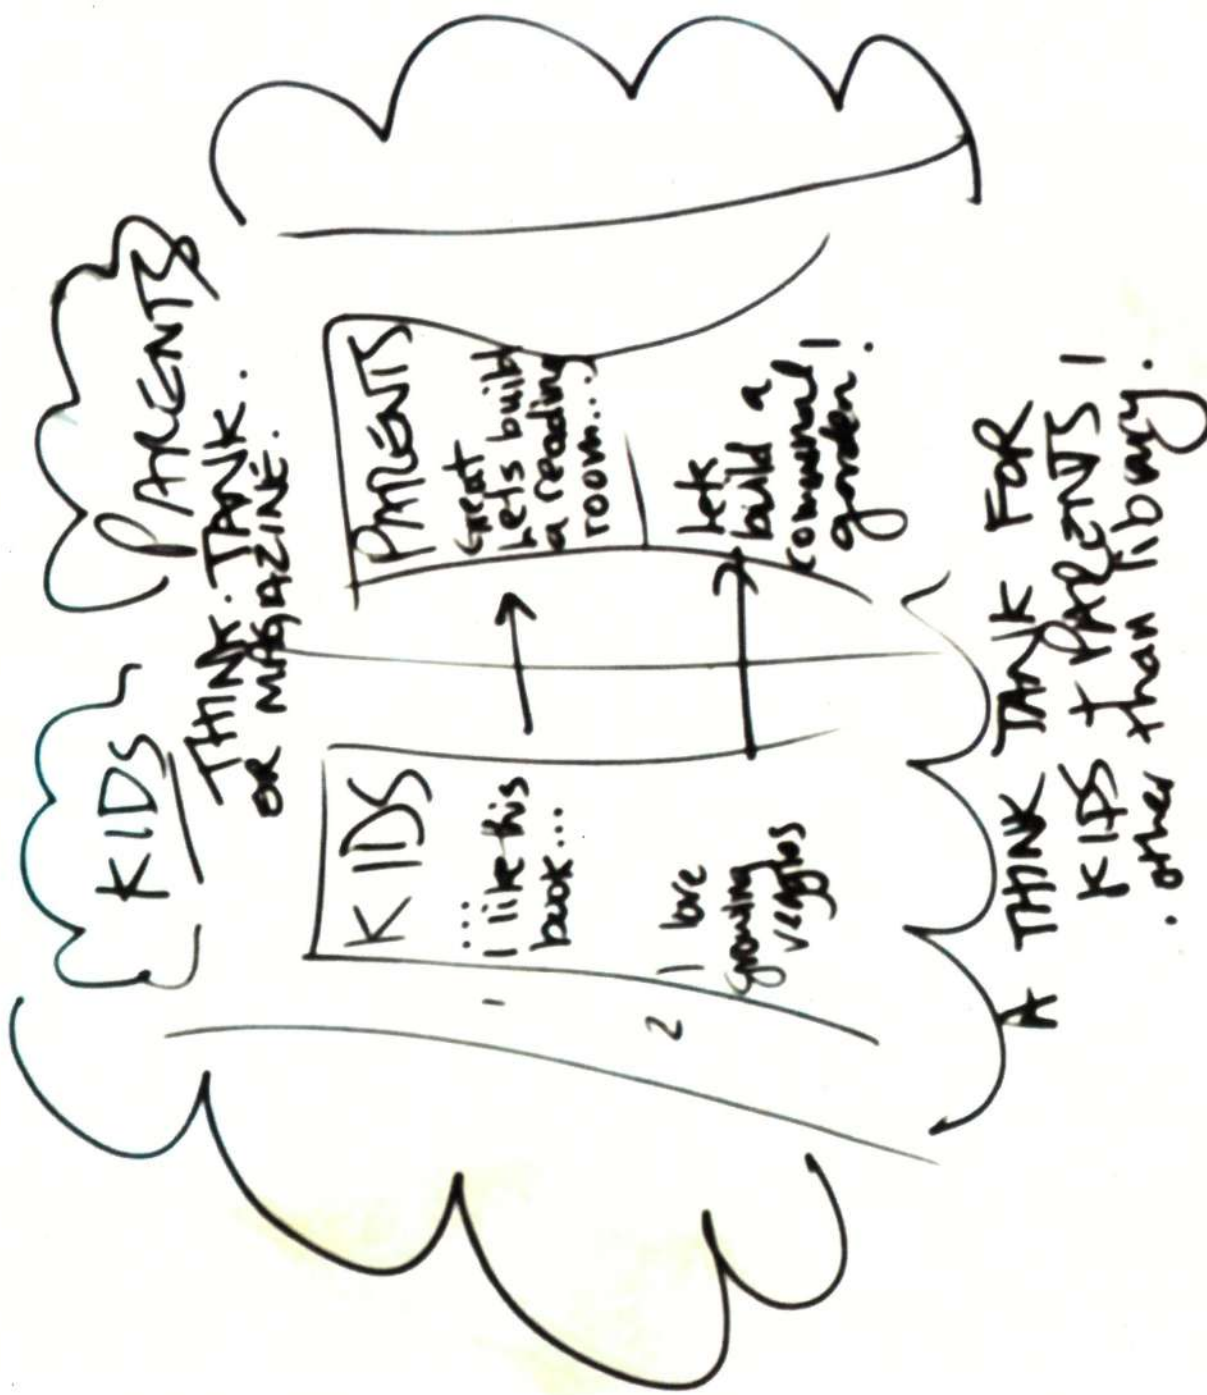 KIDS
PARENTS
THINK.TANK.
OR MAGAZINE.
KIDS
1 ...
I like this
book....
2 I love
growing
veggies
PARENTS
Great
Lets build
a reading
room....
Lets
build a
communal
garden!
A THINK TANK FOR
KIDS + PARENTS!
. other than library.